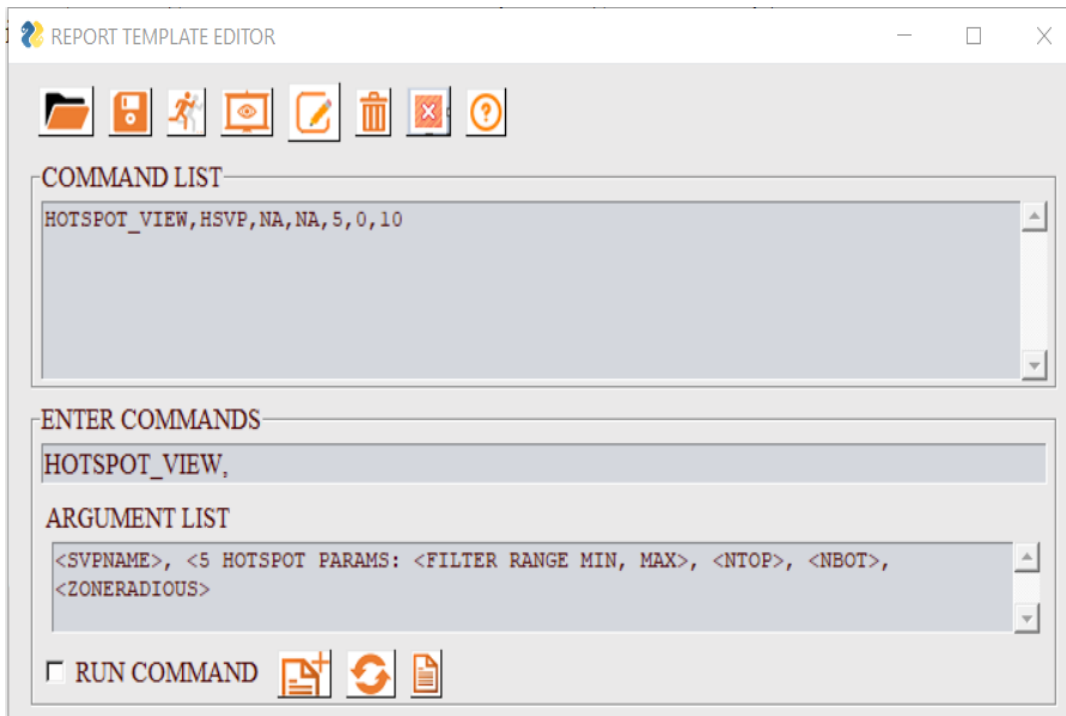 REPORT TEMPLATE EDITOR
COMMAND LIST
HOTSPOT_VIEW,HSVP,NA,NA,5,0,10
ENTER COMMANDS
HOTSPOT_VIEW,
ARGUMENT LIST
<SVPNAME>, <5 HOTSPOT PARAMS: <FILTER RANGE MIN, MAX>, <NTOP>, <NBOT>,
<ZONERADIOUS>
RUN COMMAND